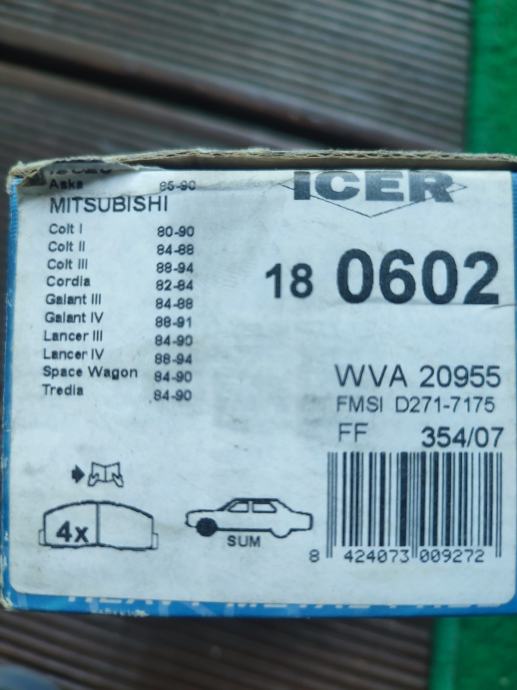 Aska 85-90
MITSUBISHI
Colt I 80-90
Colt II 84-88
Colt III 88-94
Cordia 82-84
Galant III 84-88
Galant IV 88-91
Lancer III 84-90
Lancer IV 88-94
Space Wagon 84-90
Tredia 84-90
ICER
18 0602
WVA 20955
FMSI D271-7175
FF 354/07
4x
SUM
8 424073 009272